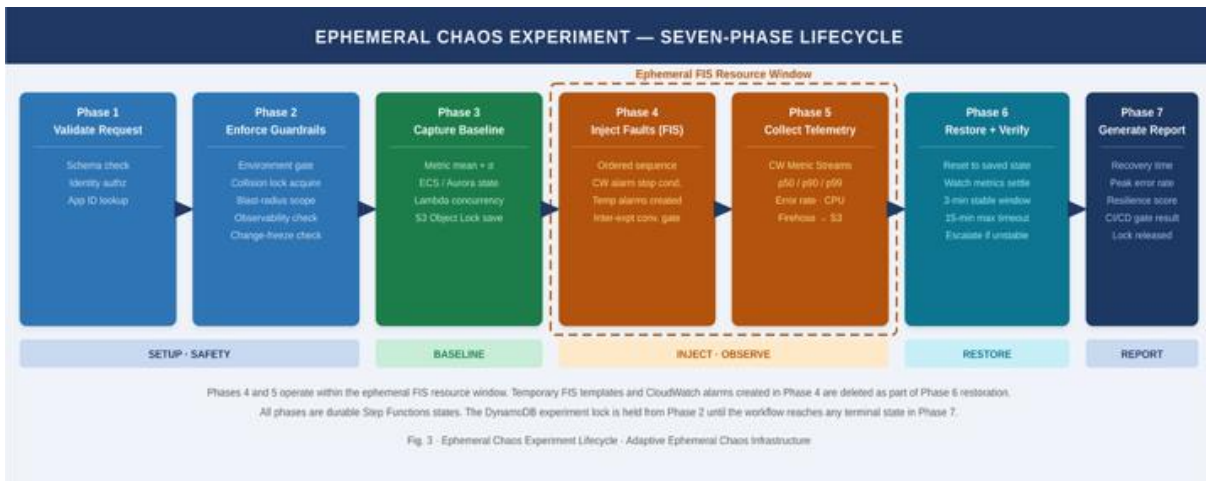 EPHEMERAL CHAOS EXPERIMENT — SEVEN-PHASE LIFECYCLE
Ephemeral FIS Resource Window
Phase 1
Validate Request
Schema check
Identity authz
App ID lookup
Phase 2
Enforce Guardrails
Environment gate
Collision lock acquire
Blast-radius scope
Observability check
Change-freeze check
Phase 3
Capture Baseline
Metric mean + σ
ECS / Aurora state
Lambda concurrency
S3 Object Lock save
Phase 4
Inject Faults (FIS)
Ordered sequence
CW alarm stop cond.
Temp alarms created
Inter-expt conv. gate
Phase 5
Collect Telemetry
CW Metric Streams
p50 / p90 / p99
Error rate · CPU
Firehose → S3
Phase 6
Restore + Verify
Reset to saved state
Watch metrics settle
3-min stable window
15-min max timeout
Escalate if unstable
Phase 7
Generate Report
Recovery time
Peak error rate
Resilience score
CI/CD gate result
Lock released
SETUP · SAFETY
BASELINE
INJECT · OBSERVE
RESTORE
REPORT
Phases 4 and 5 operate within the ephemeral FIS resource window. Temporary FIS templates and CloudWatch alarms created in Phase 4 are deleted as part of Phase 6 restoration.
All phases are durable Step Functions states. The DynamoDB experiment lock is held from Phase 2 until the workflow reaches any terminal state in Phase 7.
Fig. 3 · Ephemeral Chaos Experiment Lifecycle · Adaptive Ephemeral Chaos Infrastructure